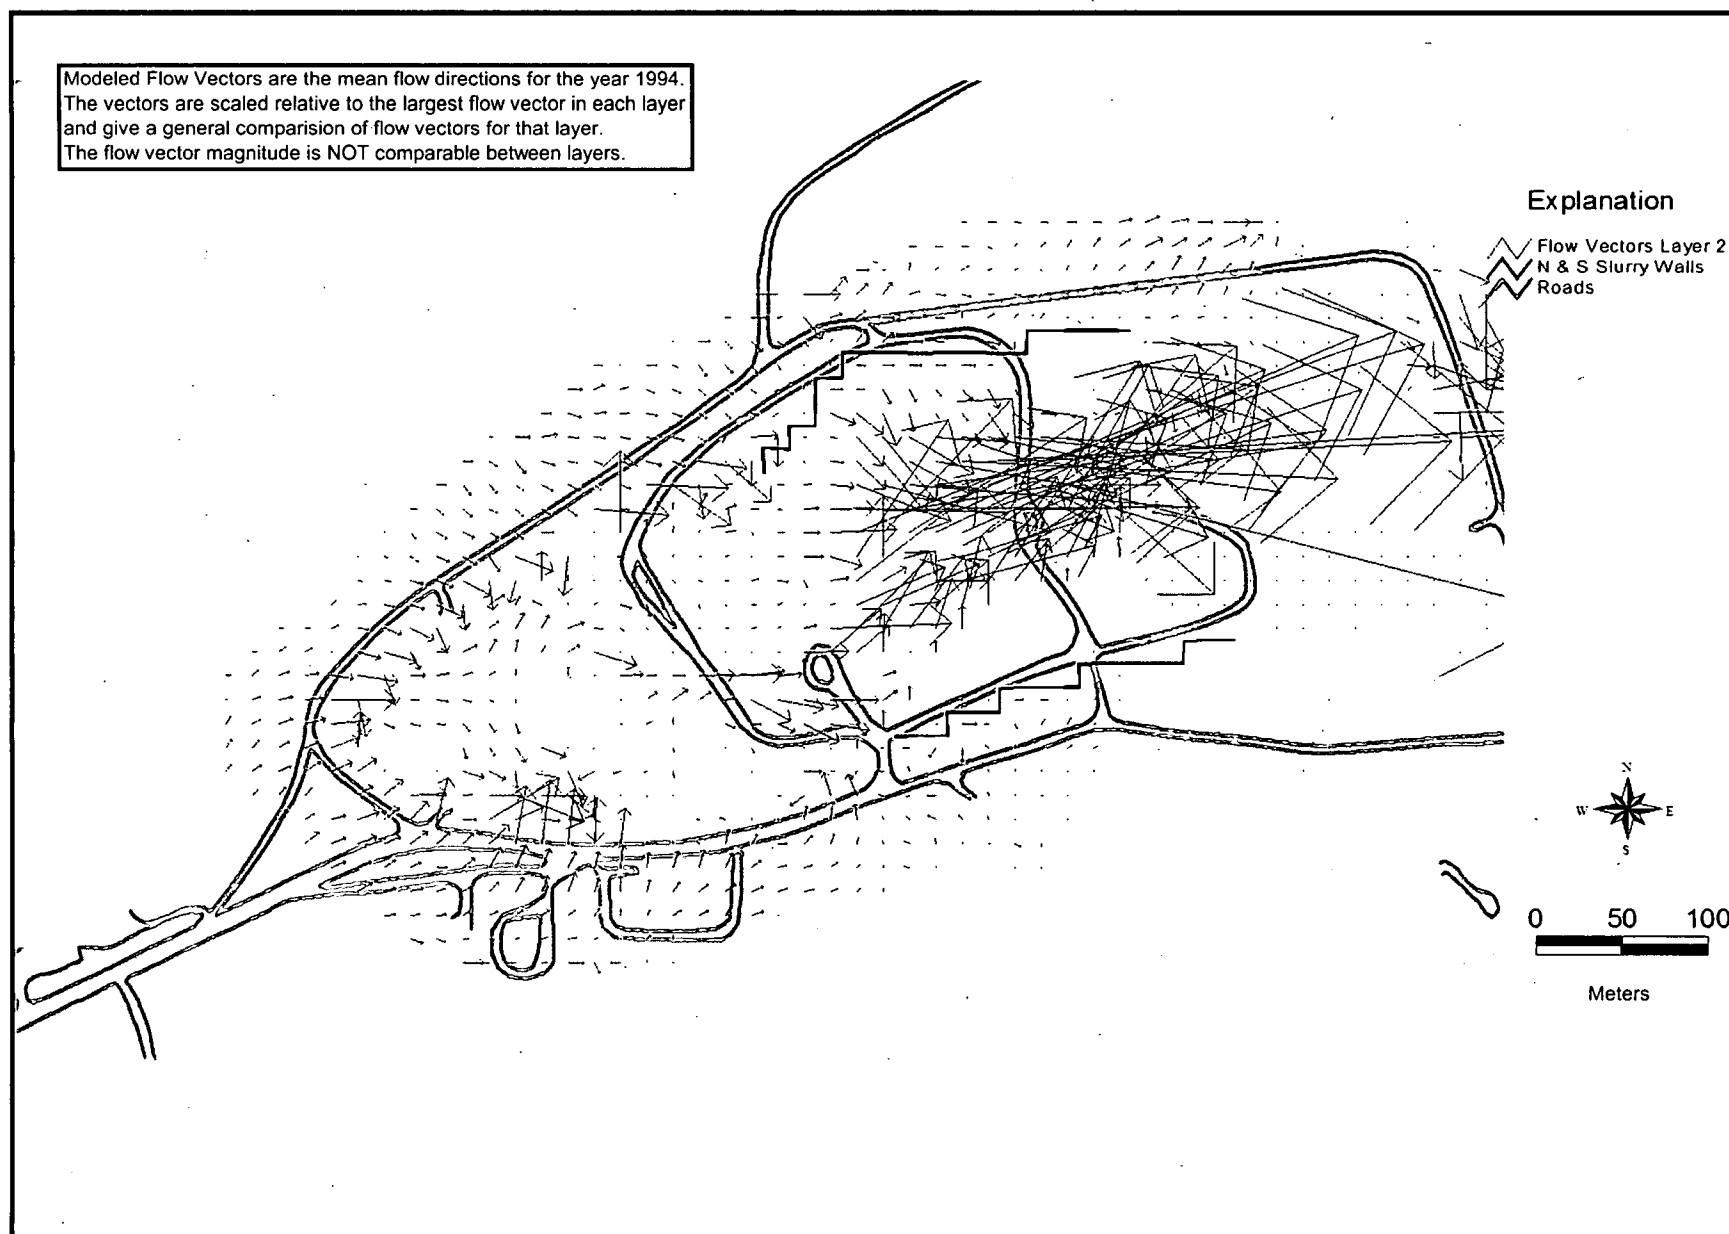 Modeled Flow Vectors are the mean flow directions for the year 1994.
The vectors are scaled relative to the largest flow vector in each layer
and give a general comparision of flow vectors for that layer.
The flow vector magnitude is NOT comparable between layers.
Explanation
Flow Vectors Layer 2
N & S Slurry Walls
Roads
N
W E
S
0 50 100
Meters